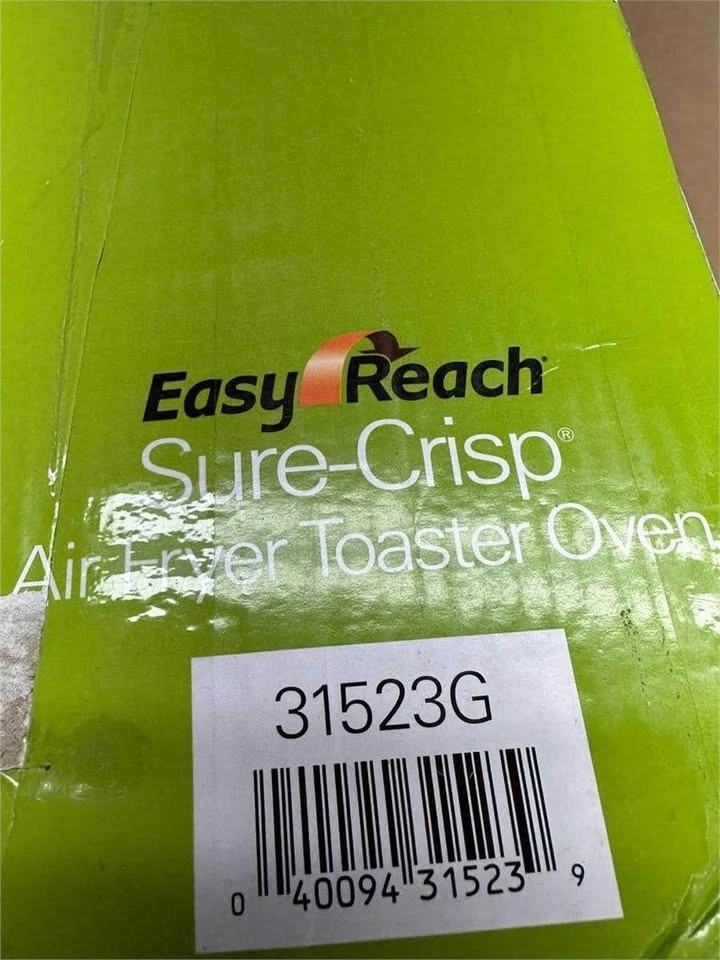 Easy Reach
Sure-Crisp®
Air Fryer Toaster Oven
31523G
0 40094 31523 9